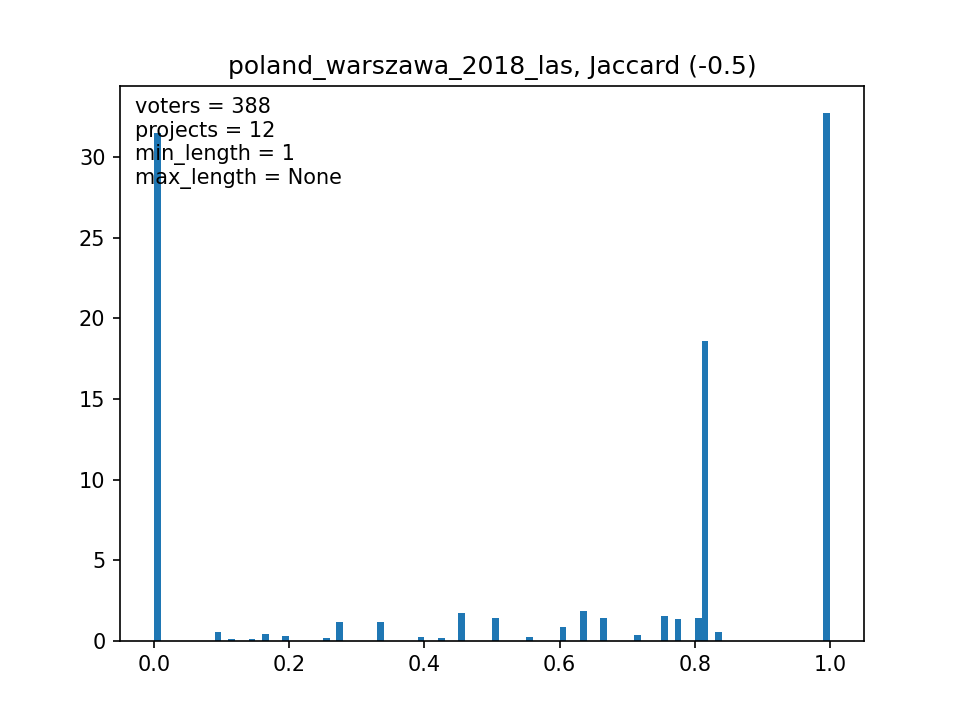 poland_warszawa_2018_las, Jaccard (-0.5)
voters = 388
projects = 12
min_length = 1
max_length = None
30
25
20
15
10
5
0
0.0 0.2 0.4 0.6 0.8 1.0